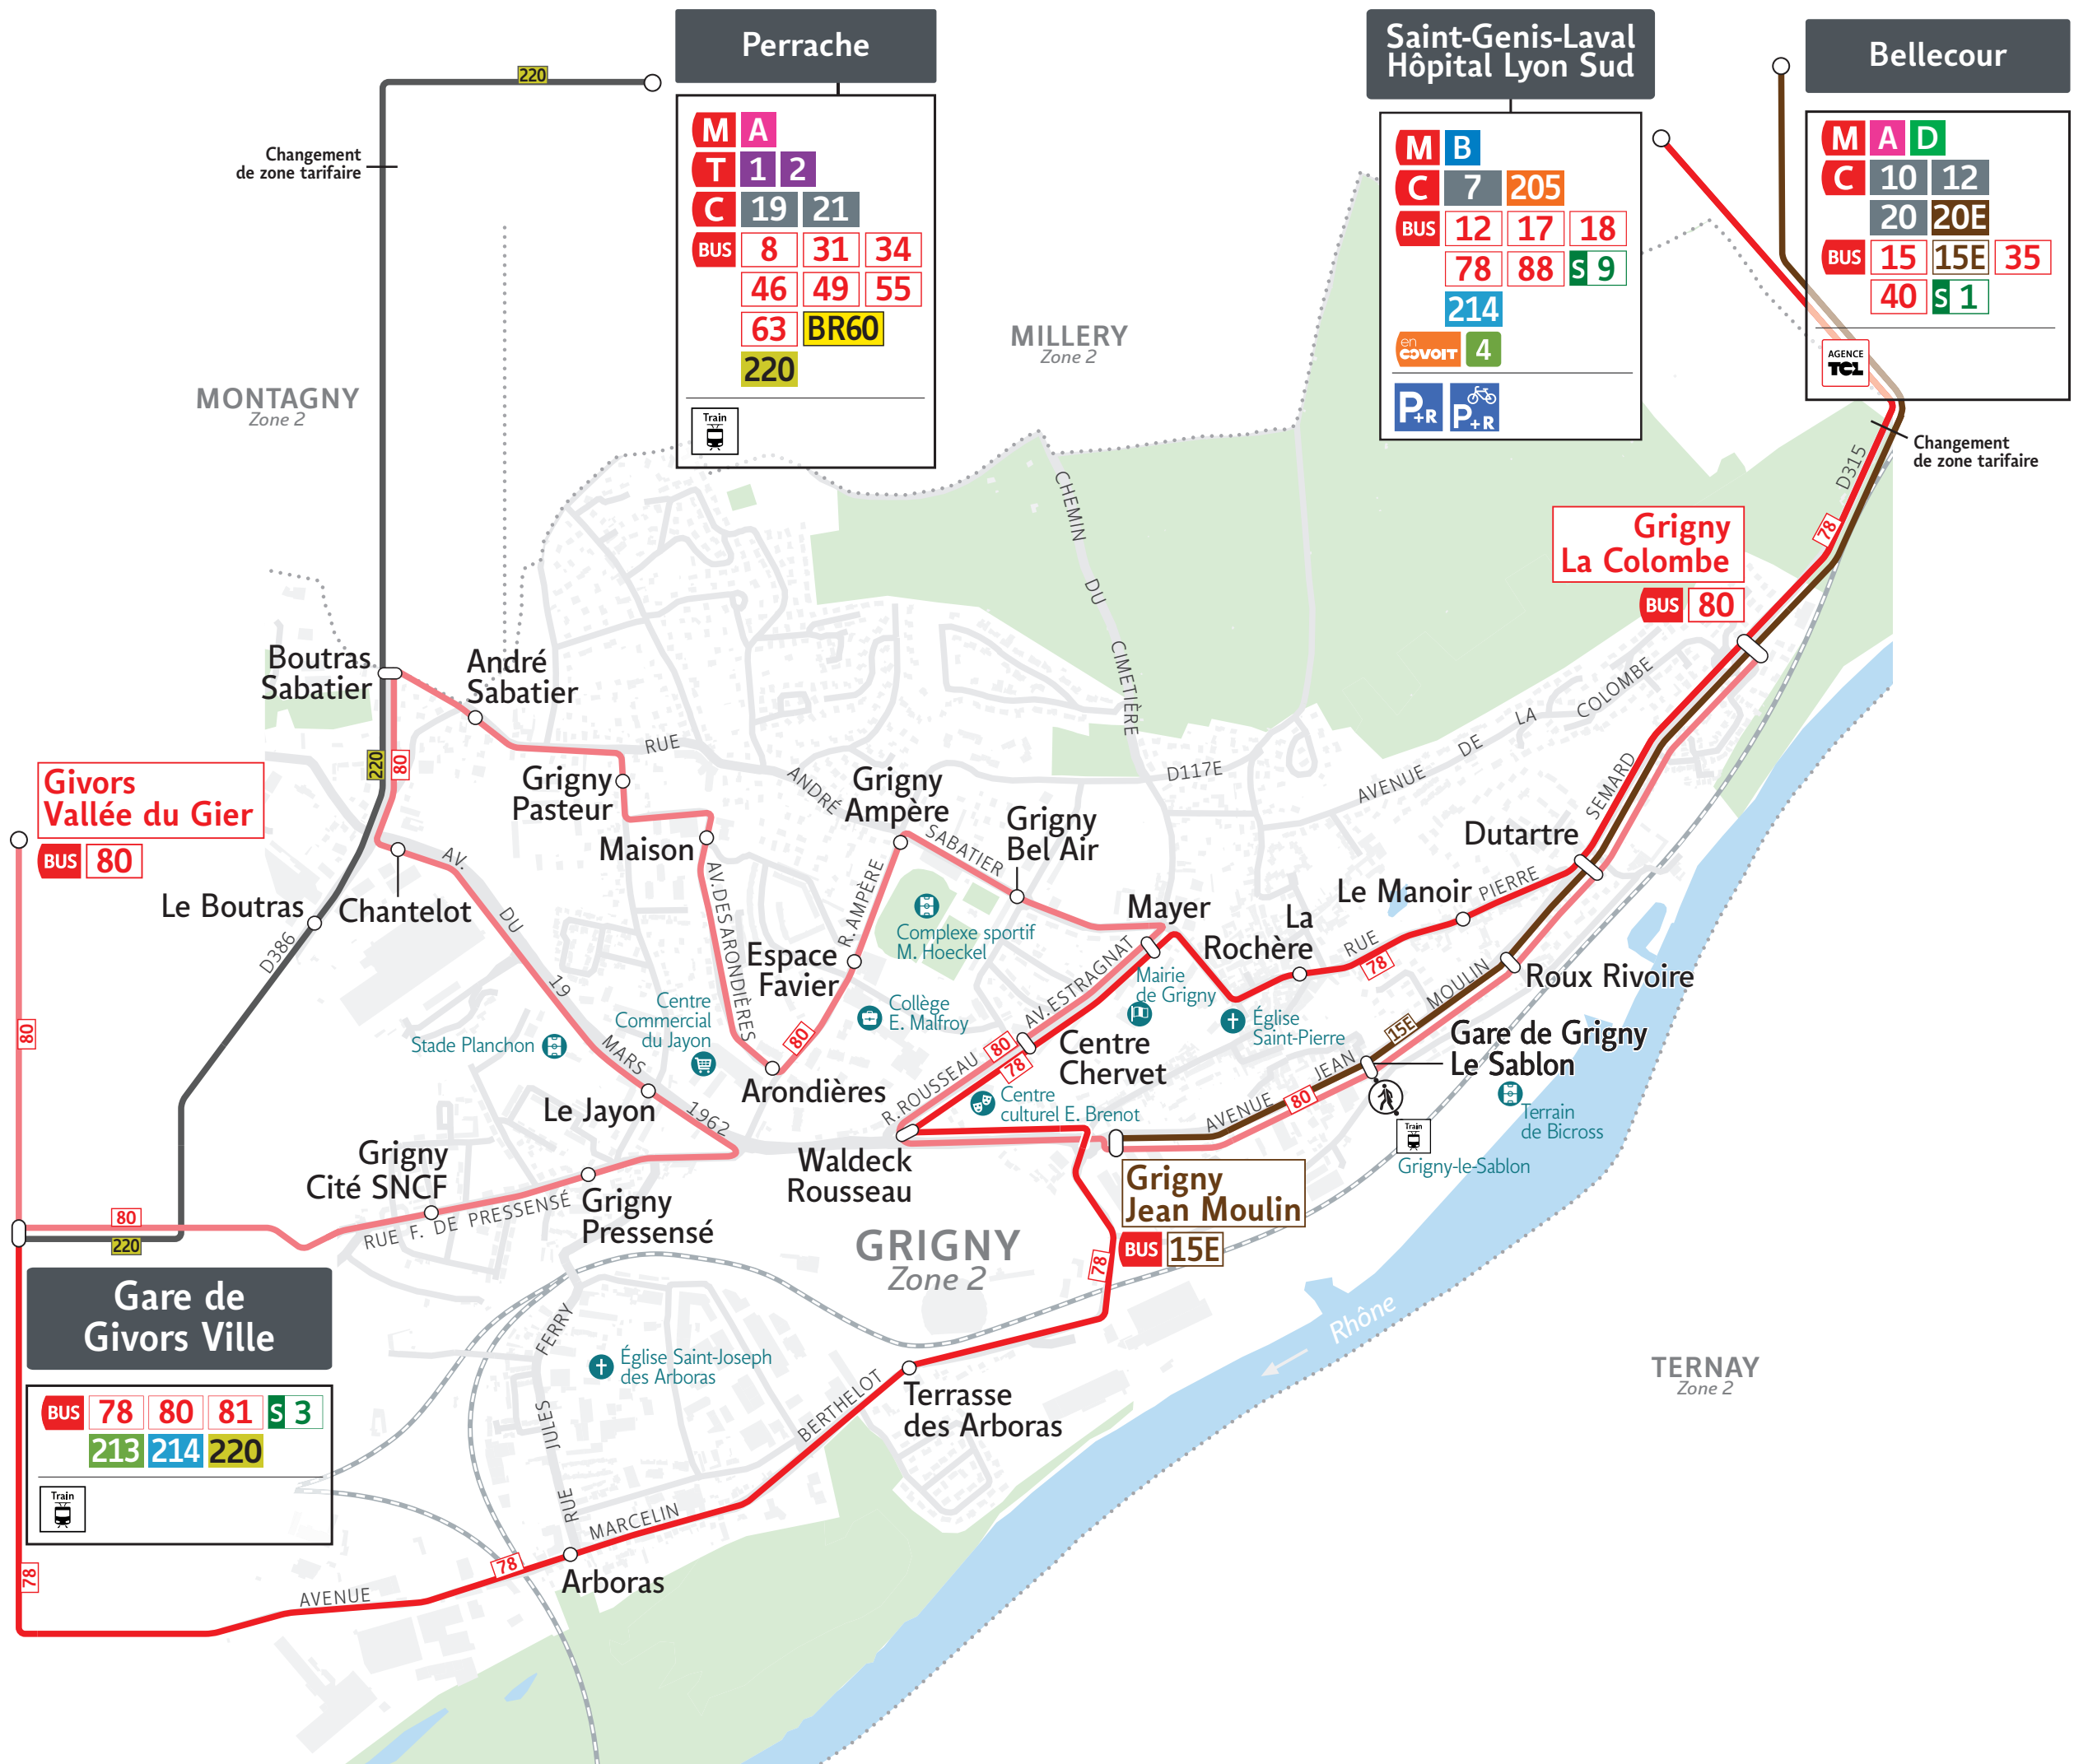 Perrache
M A
T 1 2
C 19 21
BUS 8 31 34
46 49 55
63 BR60
220
Train
Saint-Genis-Laval
Hôpital Lyon Sud
M B
C 7 205
BUS 12 17 18
78 88 S 9
214
en covoit 4
P+R P+R
Bellecour
M A D
C 10 12
20 20E
BUS 15 15E 35
40 S 1
AGENCE
TCL
220
Changement
de zone tarifaire
MONTAGNY
Zone 2
MILLERY
Zone 2
Changement
de zone tarifaire
D315
78
Grigny
La Colombe
BUS 80
CHEMIN DU CIMETIÈRE
Boutras
Sabatier
André
Sabatier
220
80
RUE ANDRÉ SABATIER
D117E
AVENUE DE LA COLOMBE
Givors
Vallée du Gier
BUS 80
Grigny
Pasteur
Maison
Grigny
Ampère
Grigny
Bel Air
Dutartre
RUE PIERRE SEMARD
Le Manoir
Le Boutras
Chantelot
D386
AV. DU 19 MARS 1962
AV. DES ARONDIÈRES
R. AMPÈRE
Espace
Favier
Complexe sportif
M. Hoeckel
Mayer
La
Rochère
78
Roux Rivoire
Mairie
de Grigny
AV. ESTRAGNAT
Église
Saint-Pierre
Collège
E. Malfroy
Centre
Commercial
du Jayon
Stade Planchon
80
80
Arondières
Centre
Chervet
80
78
R. ROUSSEAU
Centre
culturel E. Brenot
AVENUE JEAN MOULIN
15E
80
Gare de Grigny
Le Sablon
Terrain
de Bicross
Train
Grigny-le-Sablon
Le Jayon
Waldeck
Rousseau
Grigny
Jean Moulin
BUS 15E
Grigny
Cité SNCF
RUE F. DE PRESSENSÉ
Grigny
Pressensé
80
220
GRIGNY
Zone 2
78
Gare de
Givors Ville
BUS 78 80 81 S 3
213 214 220
Train
Rhône
TERNAY
Zone 2
Église Saint-Joseph
des Arboras
RUE JULES FERRY
Terrasse
des Arboras
AVENUE MARCELIN BERTHELOT
78
78
Arboras